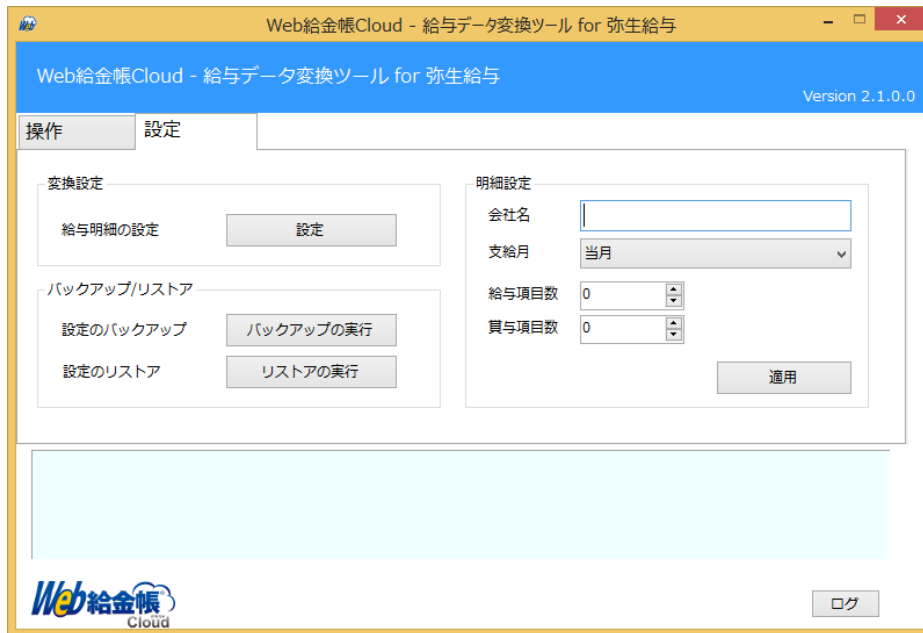 Web給金帳Cloud - 給与データ変換ツール for 弥生給与
Web給金帳Cloud - 給与データ変換ツール for 弥生給与
Version 2.1.0.0
操作
設定
変換設定
給与明細の設定
設定
バックアップ/リストア
設定のバックアップ
バックアップの実行
設定のリストア
リストアの実行
明細設定
会社名
支給月
当月
給与項目数
0
賞与項目数
0
適用
Web給金帳
Cloud
ログ